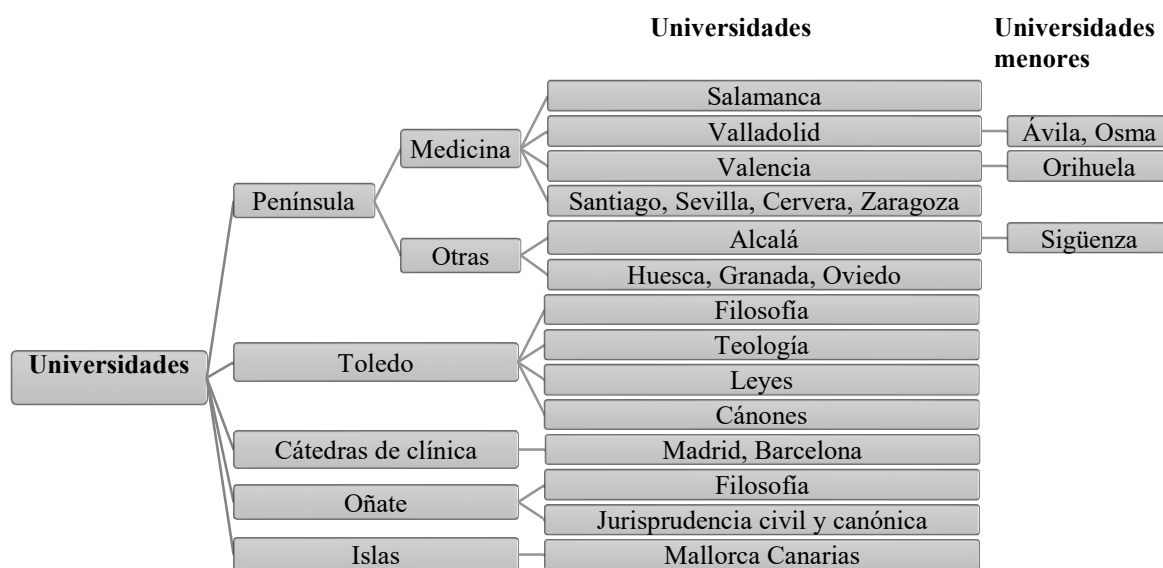 Universidades
Universidades menores
Salamanca
Medicina
Valladolid
Ávila, Osma
Valencia
Orihuela
Península
Santiago, Sevilla, Cervera, Zaragoza
Otras
Alcalá
Sigüenza
Huesca, Granada, Oviedo
Universidades
Toledo
Filosofía
Teología
Leyes
Cánones
Cátedras de clínica
Madrid, Barcelona
Oñate
Filosofía
Jurisprudencia civil y canónica
Islas
Mallorca Canarias